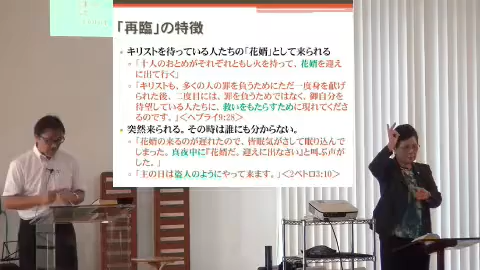 「再臨」の特徴
• キリストを待っている人たちの「花婿」として来られる
• 「十人のおとめがそれぞれともし火を持って、花婿を迎え
に出て行く」
• 「キリストも、多くの人の罪を負うためにただ一度身を献げ
られた後、二度目には、罪を負うためではなく、御自分を
待望している人たちに、救いをもたらすために現れてくださ
るのです。」<ヘブライ9:28>
• 突然来られる。その時は誰にも分からない。
• 「花婿の来るのが遅れたので、皆眠気がさして眠り込んで
しまった。真夜中に『花婿だ。迎えに出なさい』と叫ぶ声が
した。」
• 「主の日は盗人のようにやって来ます。」<2ペトロ3:10>